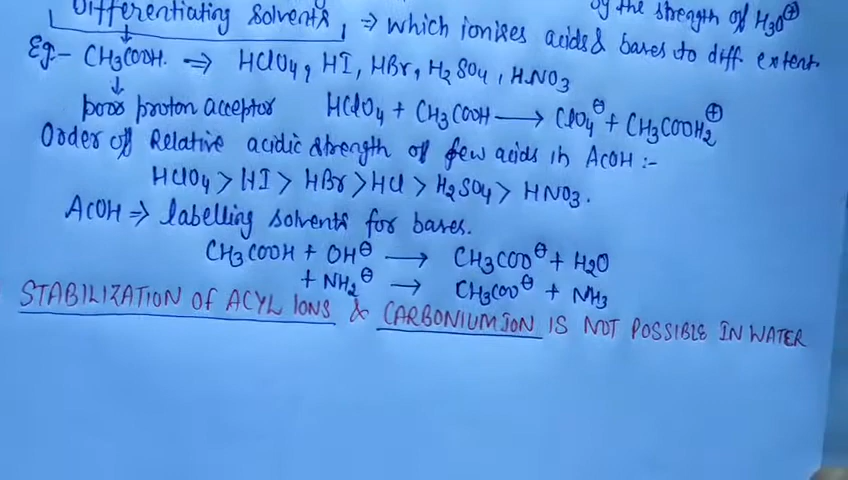 Differentiating Solvents, ⇒ which ionises acids & bases to diff extent.
by the strength of H3O⊕
Eg- CH3COOH. ⇒ HClO4, HI, HBr, H2SO4, HNO3
↓
poor proton acceptor HClO4 + CH3COOH → ClO4⊖ + CH3COOH2⊕
Order of Relative acidic strength of few acids in AcOH :-
HClO4 > HI > HBr > HCl > H2SO4 > HNO3.
AcOH ⇒ labelling solvents for bases.
CH3COOH + OH⊖ → CH3COO⊖ + H2O
+ NH2⊖ → CH3COO⊖ + NH3
STABILIZATION OF ACYL IONS & CARBONIUM ION IS NOT POSSIBLE IN WATER